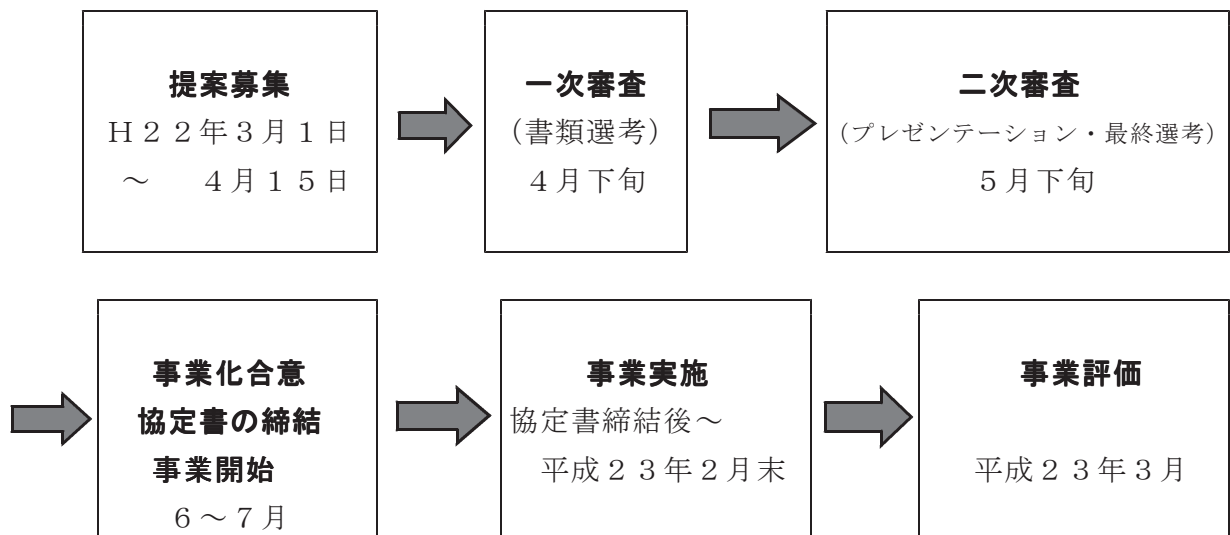 提案募集
Ｈ２２年３月１日
～　４月１５日
一次審査
（書類選考）
４月下旬
二次審査
（プレゼンテーション・最終選考）
５月下旬
事業化合意
協定書の締結
事業開始
６～７月
事業実施
協定書締結後～
平成２３年２月末
事業評価
平成２３年３月